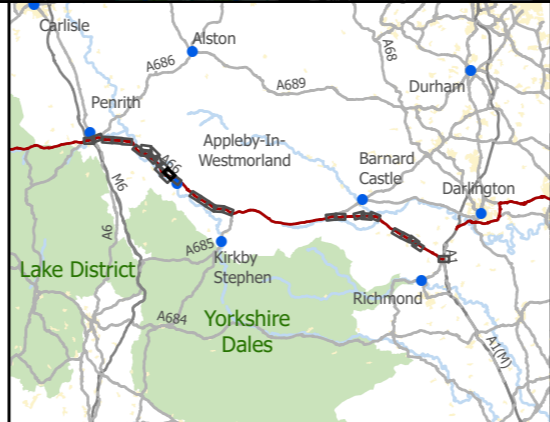 Carlisle
Alston
A68
A686
A689
Durham
Penrith
Appleby-In-
Westmorland
A66
Barnard
Castle
Darlington
M6
A6
A685
Kirkby
Stephen
A1
Lake District
Richmond
A684
Yorkshire
Dales
A1(M)